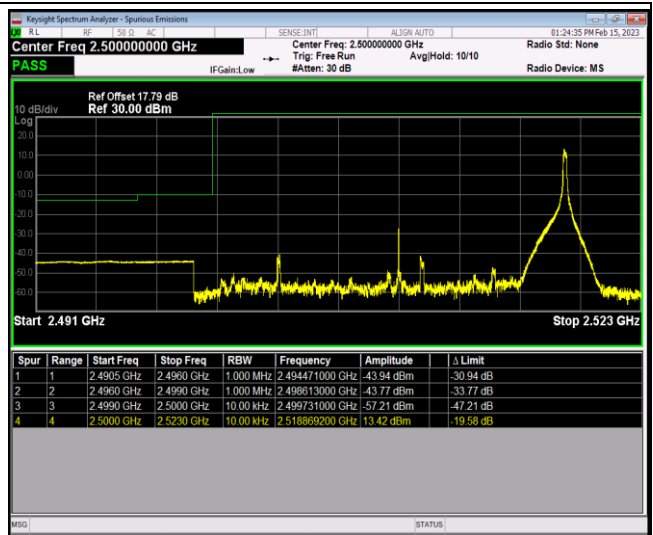 Keysight Spectrum Analyzer - Spurious Emissions
RL RF 50 Ω AC SENSE:INT ALIGN AUTO 01:24:35 PM Feb 15, 2023
Center Freq 2.500000000 GHz Center Freq: 2.500000000 GHz Radio Std: None
Trig: Free Run Avg|Hold: 10/10
PASS IFGain:Low #Atten: 30 dB Radio Device: MS
Ref Offset 17.79 dB
10 dB/div Ref 30.00 dBm
Log
20.0
10.0
0.00
-10.0
-20.0
-30.0
-40.0
-50.0
-60.0
Start 2.491 GHz Stop 2.523 GHz
Spur Range Start Freq Stop Freq RBW Frequency Amplitude Δ Limit
1 1 2.4905 GHz 2.4960 GHz 1.000 MHz 2.494471000 GHz -43.94 dBm -30.94 dB
2 2 2.4960 GHz 2.4990 GHz 1.000 MHz 2.498613000 GHz -43.77 dBm -33.77 dB
3 3 2.4990 GHz 2.5000 GHz 10.00 kHz 2.499731000 GHz -57.21 dBm -47.21 dB
4 4 2.5000 GHz 2.5230 GHz 10.00 kHz 2.518869200 GHz 13.42 dBm -19.58 dB
MSG STATUS